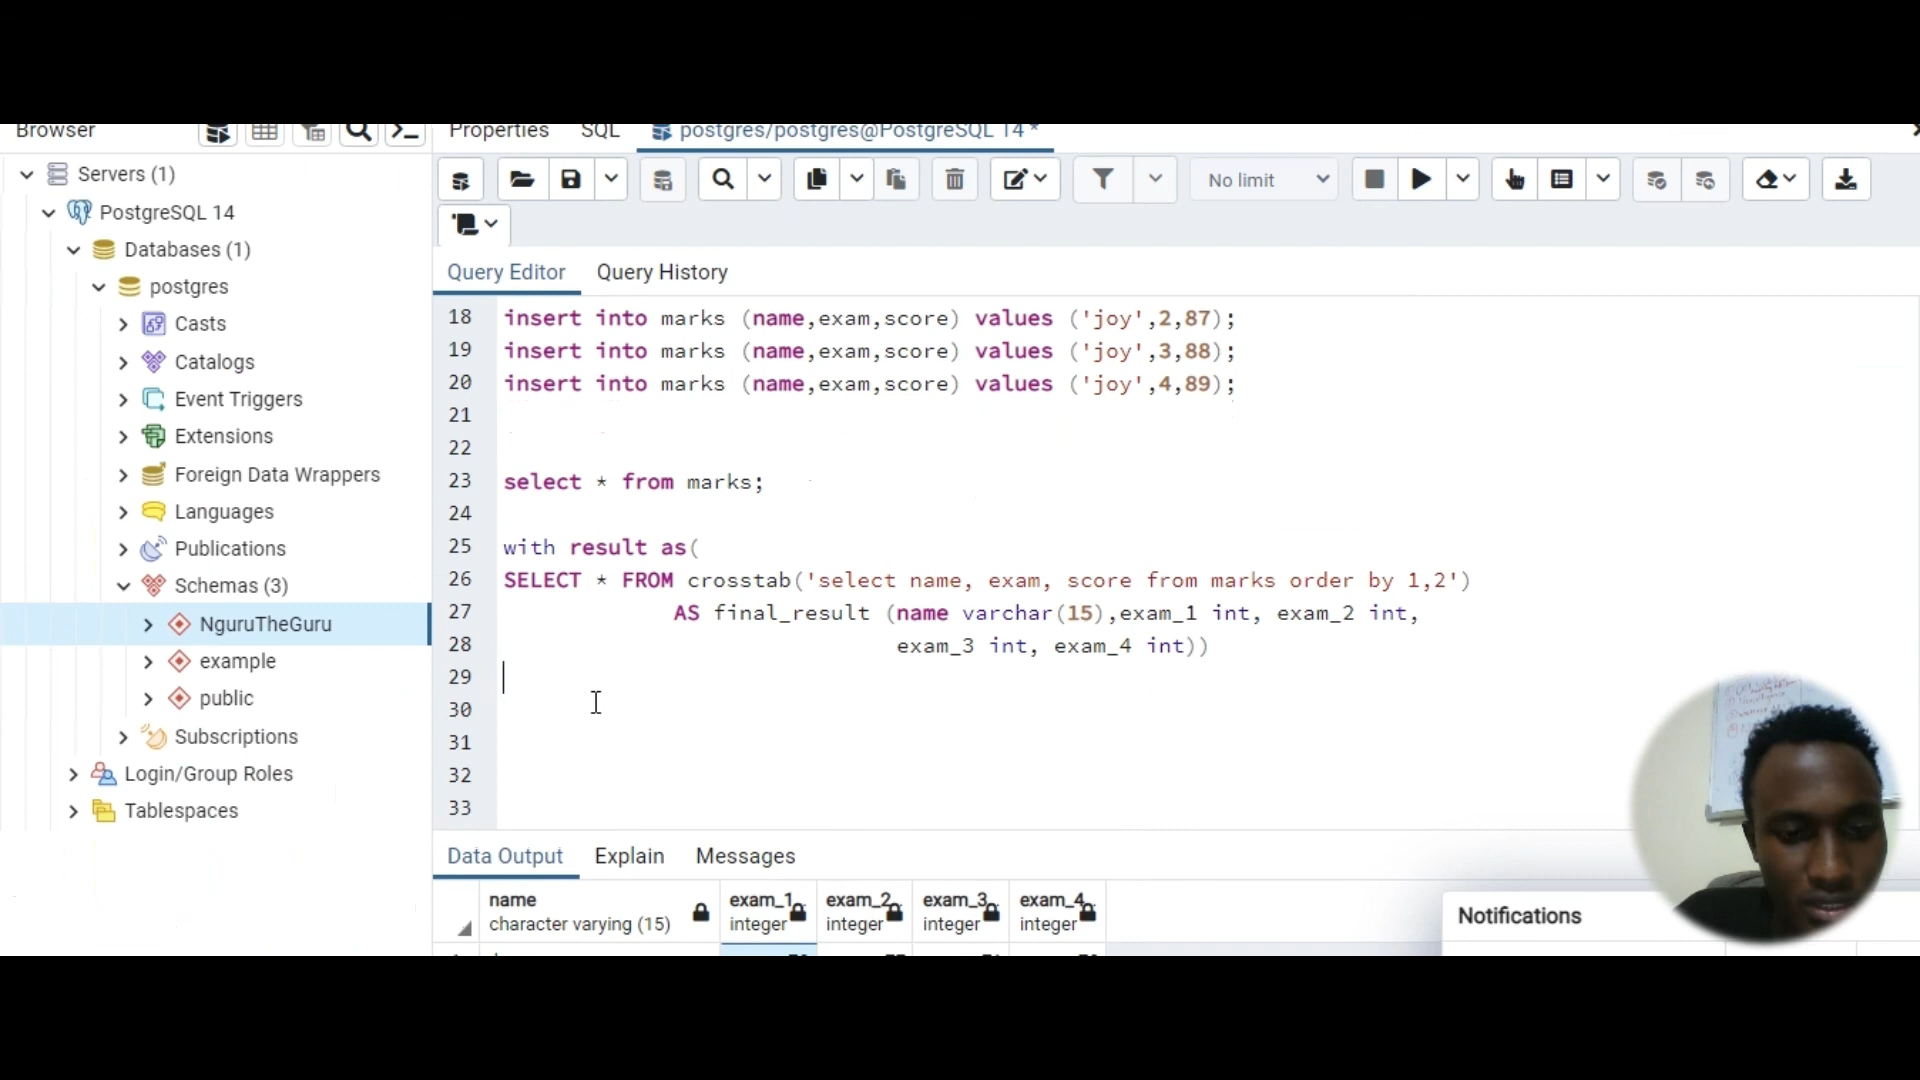 Browser
Properties SQL postgres/postgres@PostgreSQL 14 *
Servers (1)
PostgreSQL 14
Databases (1)
postgres
Casts
Catalogs
Event Triggers
Extensions
Foreign Data Wrappers
Languages
Publications
Schemas (3)
NguruTheGuru
example
public
Subscriptions
Login/Group Roles
Tablespaces
No limit
Query Editor Query History
18 insert into marks (name,exam,score) values ('joy',2,87);
19 insert into marks (name,exam,score) values ('joy',3,88);
20 insert into marks (name,exam,score) values ('joy',4,89);
21
22
23 select * from marks;
24
25 with result as(
26 SELECT * FROM crosstab('select name, exam, score from marks order by 1,2')
27 AS final_result (name varchar(15),exam_1 int, exam_2 int,
28 exam_3 int, exam_4 int))
29
30
31
32
33
Data Output Explain Messages
name exam_1 exam_2 exam_3 exam_4
character varying (15) integer integer integer integer
Notifications